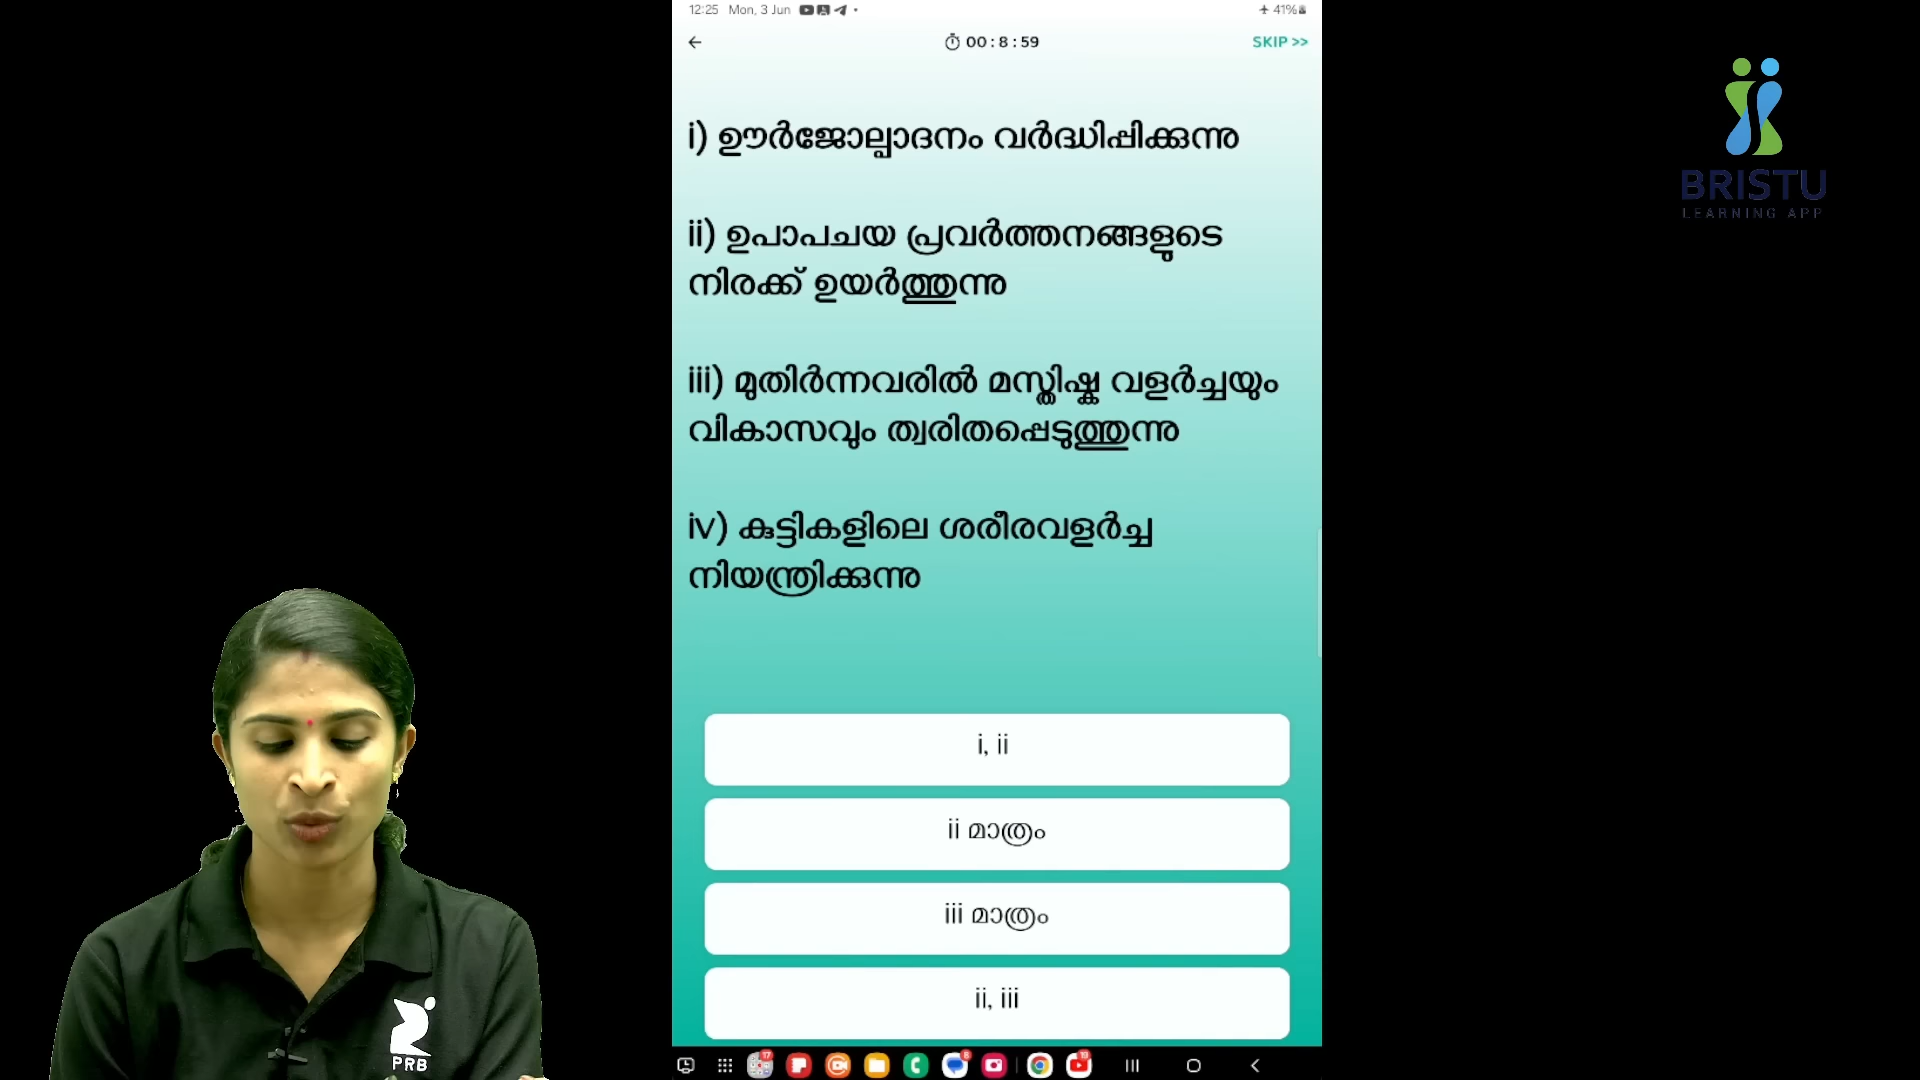 12:25 Mon, 3 Jun
41%
00 : 8 : 59
SKIP >>
i) ഊർജോല്പാദനം വർദ്ധിപ്പിക്കുന്നു
ii) ഉപാപചയ പ്രവർത്തനങ്ങളുടെ
നിരക്ക് ഉയർത്തുന്നു
iii) മുതിർന്നവരിൽ മസ്തിഷ്ക വളർച്ചയും
വികാസവും ത്വരിതപ്പെടുത്തുന്നു
iv) കുട്ടികളിലെ ശരീരവളർച്ച
നിയന്ത്രിക്കുന്നു
i, ii
ii മാത്രം
iii മാത്രം
ii, iii
BRISTU
LEARNING APP
PRB